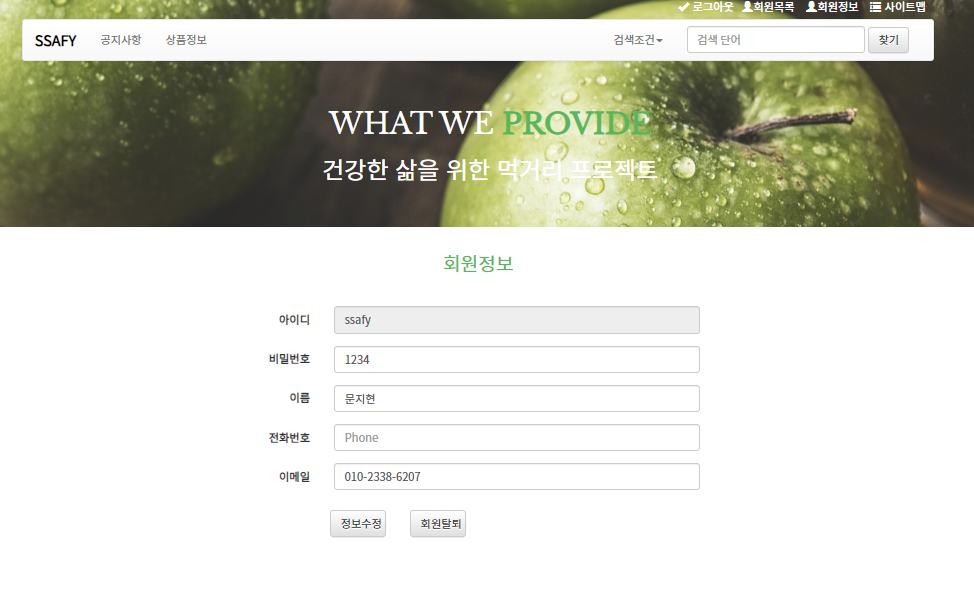 로그아웃 회원목록 회원정보 사이트맵
SSAFY 공지사항 상품정보 검색조건 검색 단어 찾기
WHAT WE PROVIDE
건강한 삶을 위한 먹거리 프로젝트
회원정보
아이디 ssafy
비밀번호 1234
이름 문지현
전화번호 Phone
이메일 010-2338-6207
정보수정 회원탈퇴